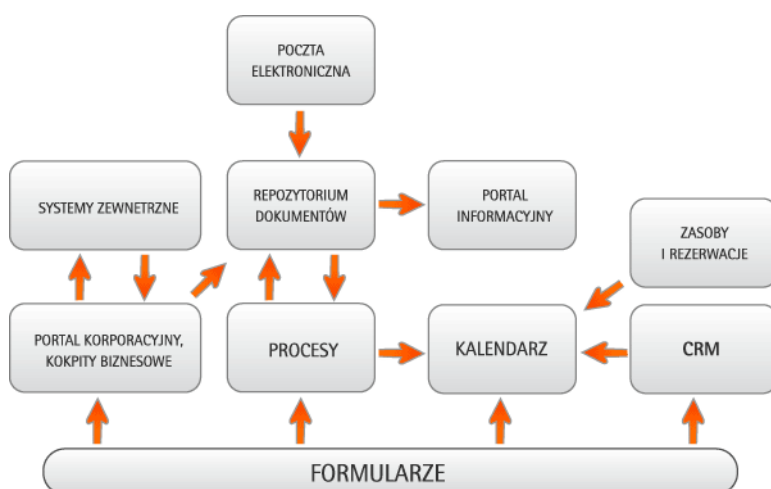 POCZTA
ELEKTRONICZNA
SYSTEMY ZEWNETRZNE
REPOZYTORIUM
DOKUMENTÓW
PORTAL
INFORMACYJNY
ZASOBY
I REZERWACJE
PORTAL KORPORACYJNY,
KOKPITY BIZNESOWE
PROCESY
KALENDARZ
CRM
FORMULARZE